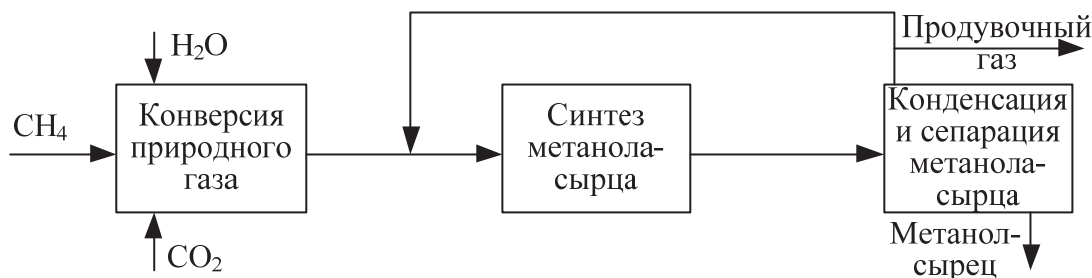 H₂O
CH₄
Конверсия
природного
газа
CO₂
Синтез
метанола-
сырца
Продувочный
газ
Конденсация
и сепарация
метанола-
сырца
Метанол-
сырец